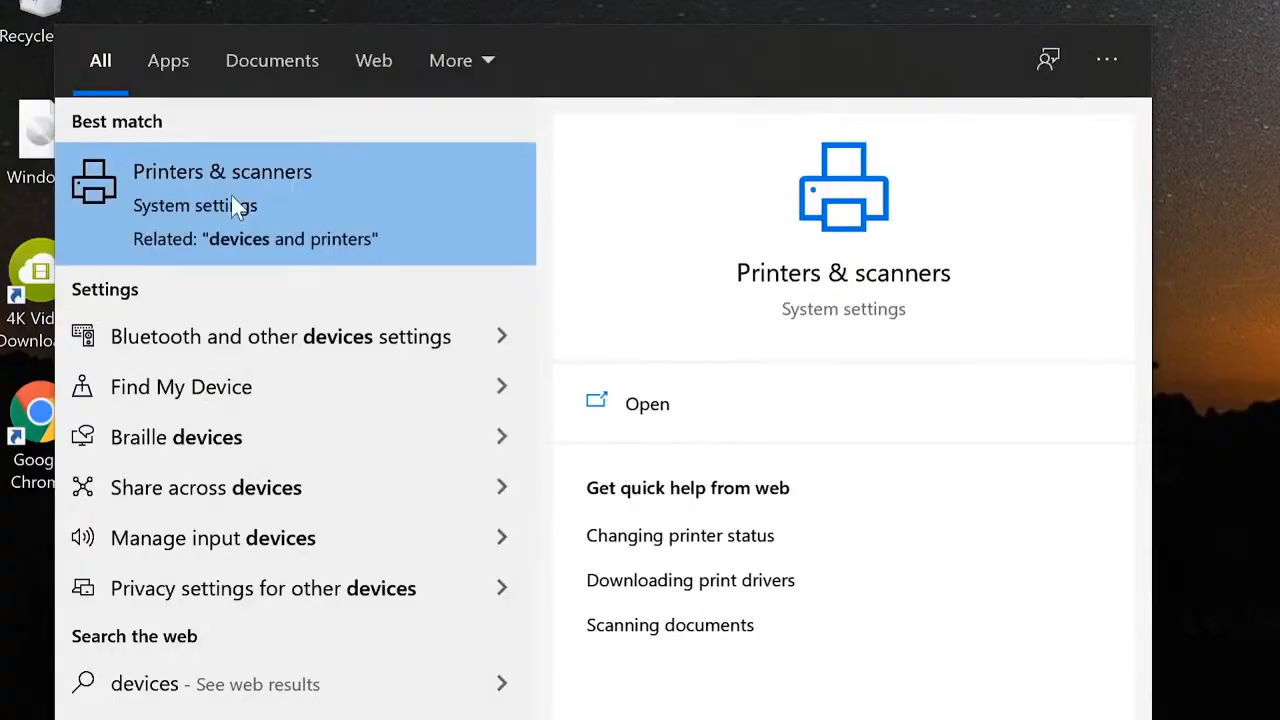 Recycle
All Apps Documents Web More
Best match
Printers & scanners
System settings
Related: "devices and printers"
Settings
Bluetooth and other devices settings
Find My Device
Braille devices
Share across devices
Manage input devices
Privacy settings for other devices
Search the web
devices - See web results
Printers & scanners
System settings
Open
Get quick help from web
Changing printer status
Downloading print drivers
Scanning documents
Windo
4K Vid
Downlo
Goog
Chrom